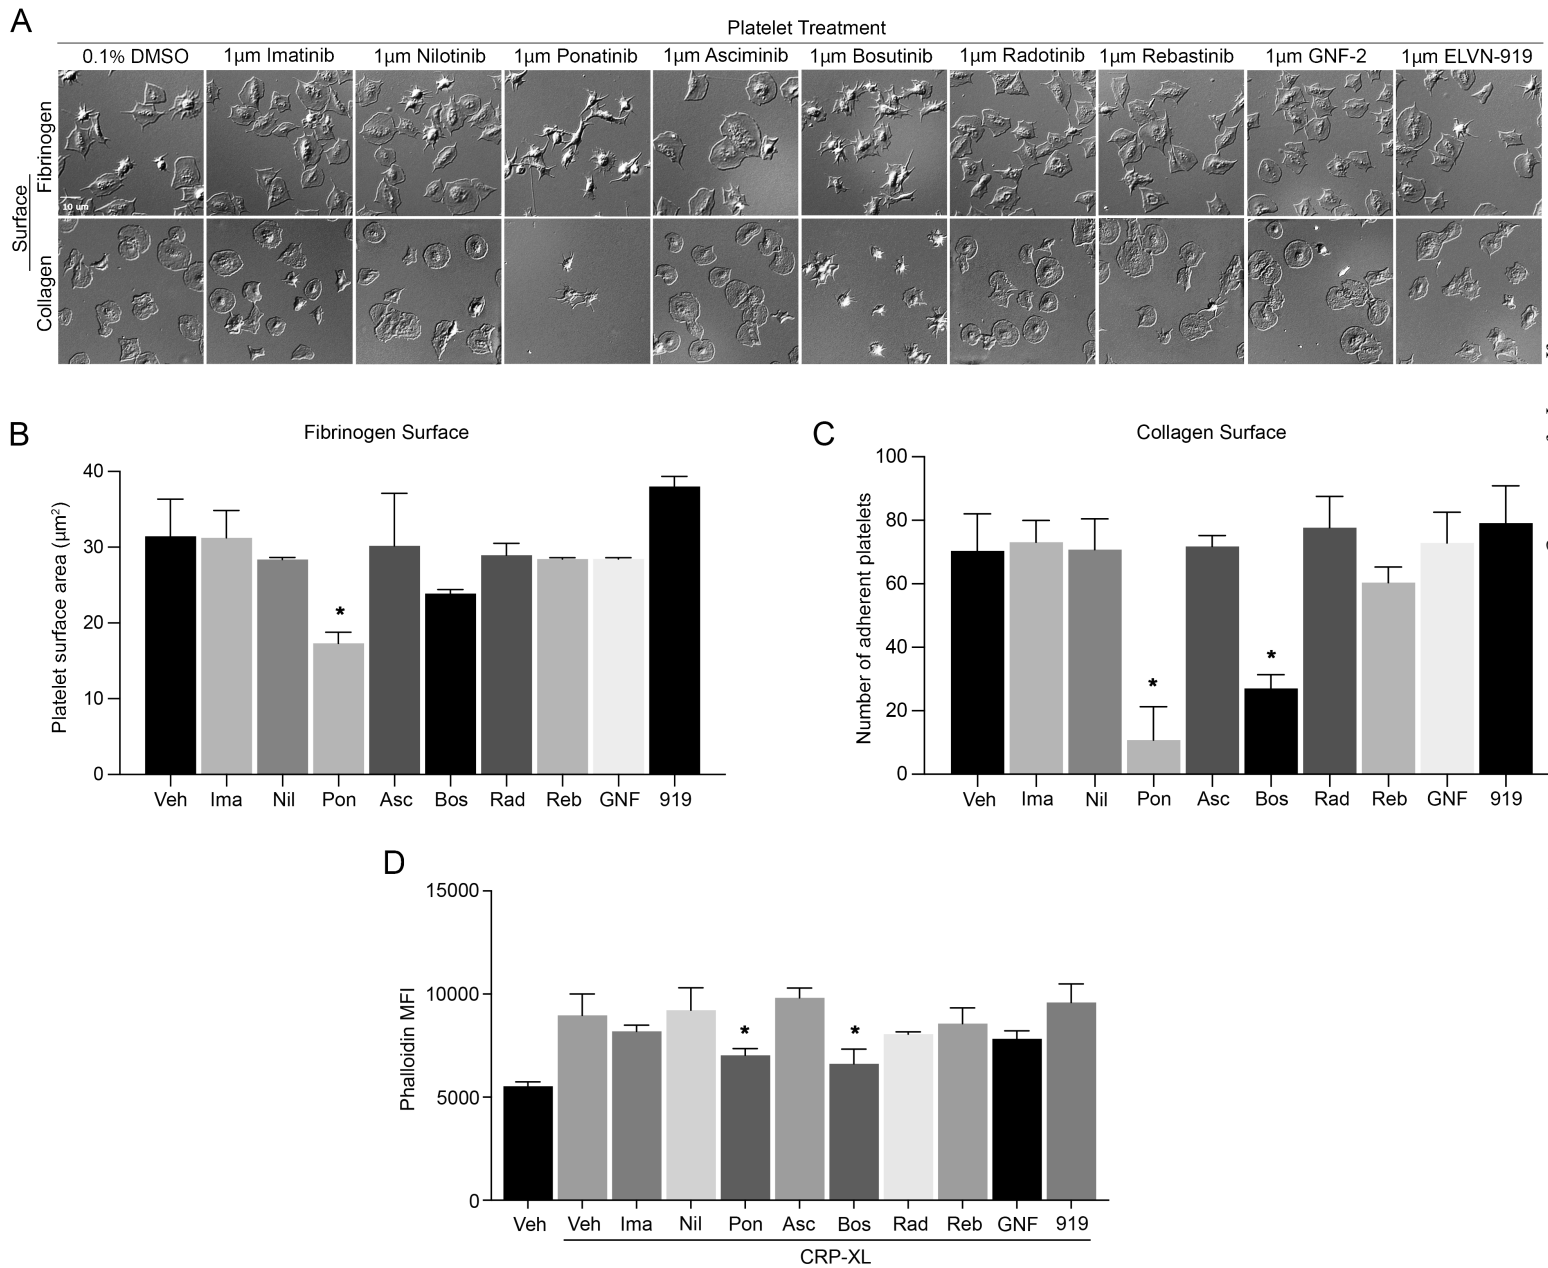 A
Platelet Treatment
0.1% DMSO 1µm Imatinib 1µm Nilotinib 1µm Ponatinib 1µm Asciminib 1µm Bosutinib 1µm Radotinib 1µm Rebastinib 1µm GNF-2 1µm ELVN-919
Surface
Fibrinogen
10 um
Collagen
B
Fibrinogen Surface
Platelet surface area (µm²)
40
30
20
10
0
*
Veh Ima Nil Pon Asc Bos Rad Reb GNF 919
C
Collagen Surface
Number of adherent platelets
100
80
60
40
20
0
*
*
Veh Ima Nil Pon Asc Bos Rad Reb GNF 919
D
Phalloidin MFI
15000
10000
5000
0
* *
Veh Veh Ima Nil Pon Asc Bos Rad Reb GNF 919
CRP-XL